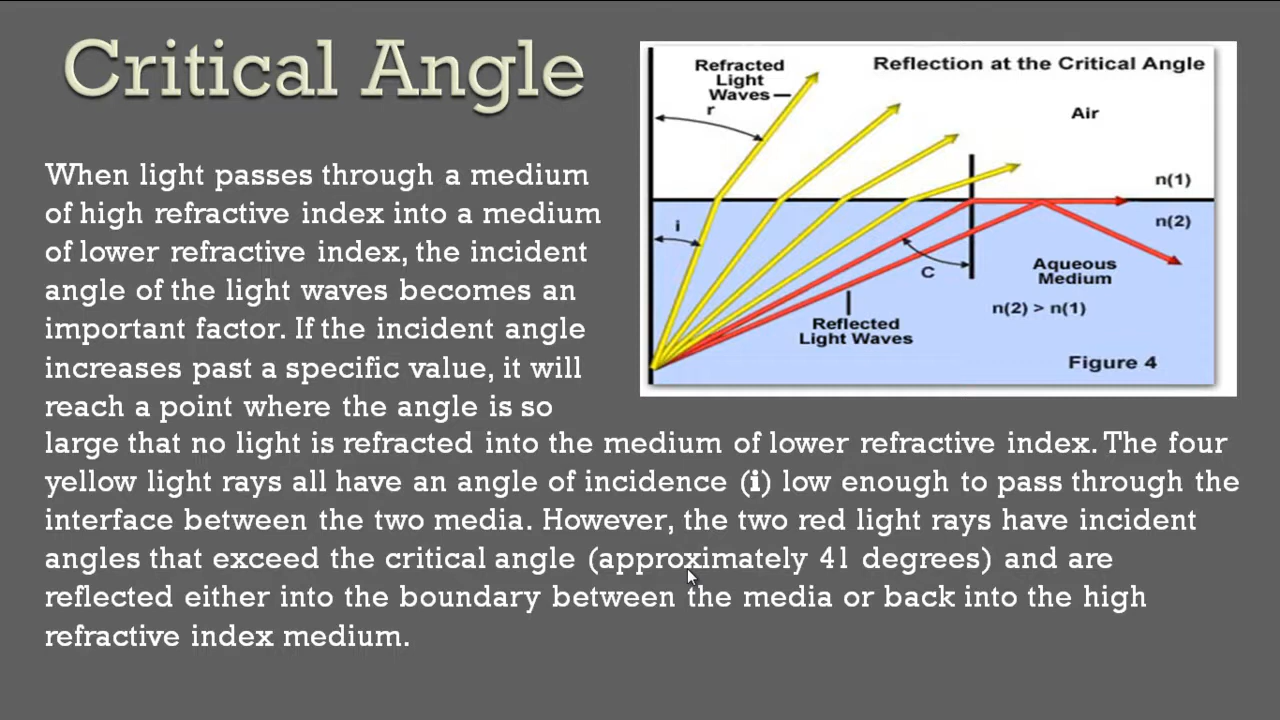 Critical Angle
When light passes through a medium
of high refractive index into a medium
of lower refractive index, the incident
angle of the light waves becomes an
important factor. If the incident angle
increases past a specific value, it will
reach a point where the angle is so
large that no light is refracted into the medium of lower refractive index. The four
yellow light rays all have an angle of incidence (i) low enough to pass through the
interface between the two media. However, the two red light rays have incident
angles that exceed the critical angle (approximately 41 degrees) and are
reflected either into the boundary between the media or back into the high
refractive index medium.
Reflection at the Critical Angle
Refracted
Light
Waves
r
Air
n(1)
n(2)
i
C
Aqueous
Medium
n(2) > n(1)
Reflected
Light Waves
Figure 4